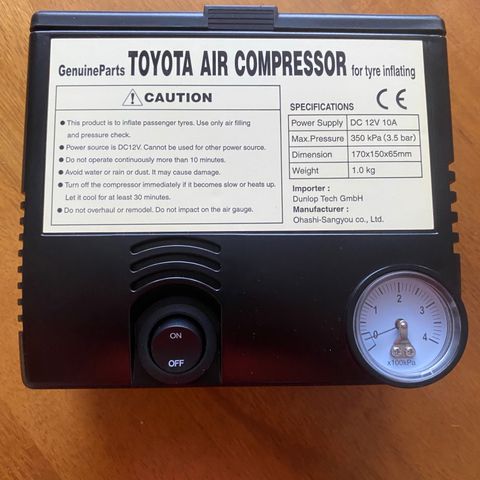 GenuineParts TOYOTA AIR COMPRESSOR for tyre inflating
⚠ CAUTION
● This product is to inflate passenger tyres. Use only air filling
and pressure check.
● Power source is DC12V. Cannot be used for other power source.
● Do not operate continuously more than 10 minutes.
● Avoid water or rain or dust. It may cause damage.
● Turn off the compressor immediately if it becomes slow or heats up.
Let it cool for at least 30 minutes.
● Do not overhaul or remodel. Do not impact on the air gauge.
SPECIFICATIONS CE
Power Supply DC 12V 10A
Max.Pressure 350 kPa (3.5 bar)
Dimension 170x150x65mm
Weight 1.0 kg
Importer :
Dunlop Tech GmbH
Manufacturer :
Ohashi-Sangyou co., Ltd.
ON
OFF
0 1 2 3 4
x100kPa